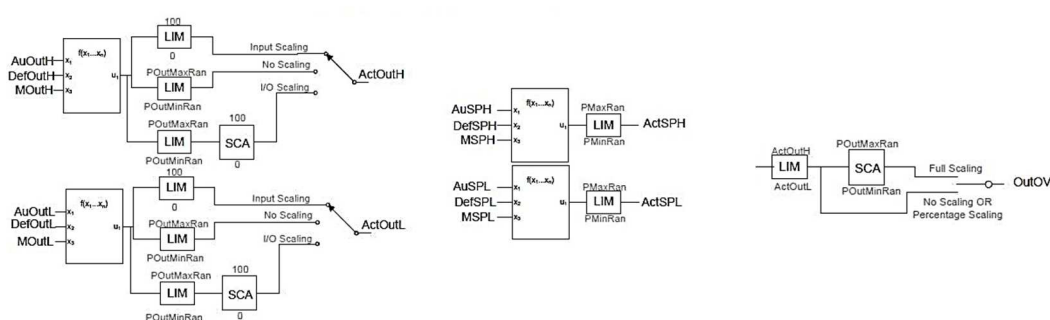 100
LIM
0
f(x₁...xₙ)
AuOutH
x₁
DefOutH
x₂
u₁
MOutH
x₃
Input Scaling
POutMaxRan
LIM
POutMinRan
No Scaling
ActOutH
I/O Scaling
POutMaxRan
LIM
POutMinRan
100
SCA
0
100
LIM
0
f(x₁...xₙ)
AuOutL
x₁
DefOutL
x₂
u₁
MOutL
x₃
Input Scaling
POutMaxRan
LIM
POutMinRan
No Scaling
ActOutL
I/O Scaling
POutMaxRan
LIM
POutMinRan
100
SCA
0
f(x₁...xₙ)
AuSPH
x₁
DefSPH
x₂
u₁
MSPH
x₃
PMaxRan
LIM
PMinRan
ActSPH
f(x₁...xₙ)
AuSPL
x₁
DefSPL
x₂
u₁
MSPL
x₃
PMaxRan
LIM
PMinRan
ActSPL
ActOutH
LIM
ActOutL
POutMaxRan
SCA
POutMinRan
Full Scaling
OutOV
No Scaling OR
Percentage Scaling